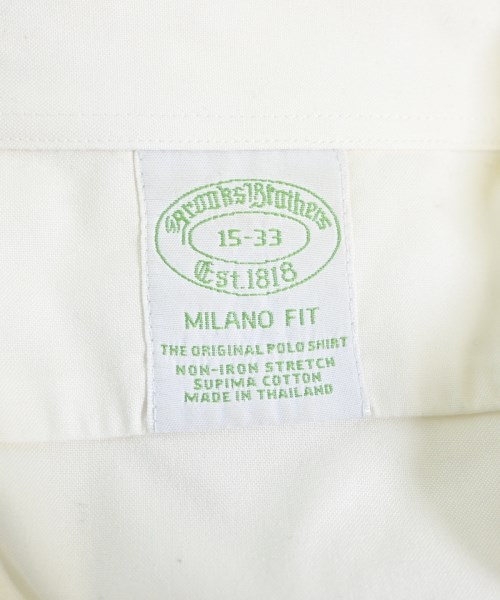 Brooks Brothers
15-33
Est. 1818
MILANO FIT
THE ORIGINAL POLO SHIRT
NON-IRON STRETCH
SUPIMA COTTON
MADE IN THAILAND